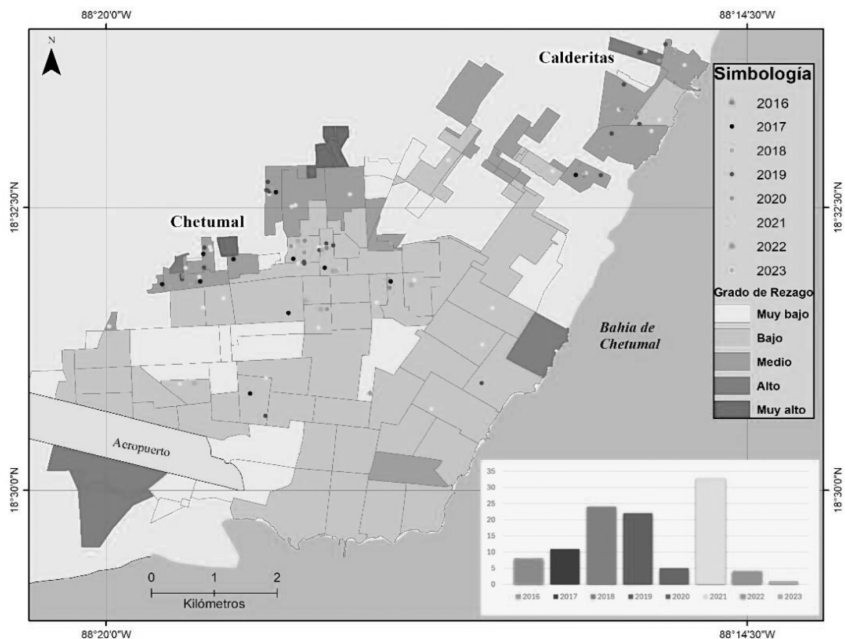 88°20'0"W
88°14'30"W
N
Calderitas
Simbología
2016
2017
2018
2019
2020
2021
2022
2023
Grado de Rezago
Muy bajo
Bajo
Medio
Alto
Muy alto
18°32'30"N
18°32'30"N
Chetumal
Bahía de
Chetumal
Aeropuerto
18°30'0"N
18°30'0"N
0 1 2
Kilómetros
35
30
25
20
15
10
5
0
2016 2017 2018 2019 2020 2021 2022 2023
88°20'0"W
88°14'30"W